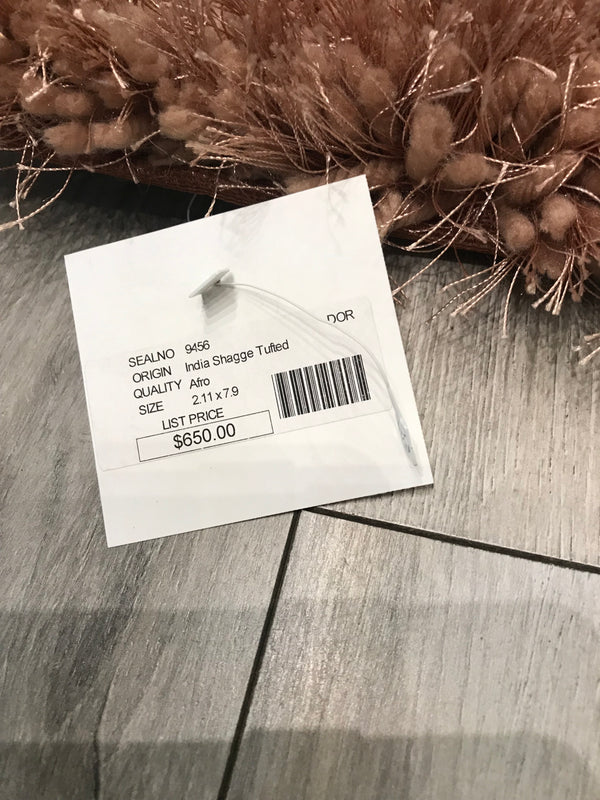 DOR
SEALNO 9456
ORIGIN India Shagge Tufted
QUALITY Afro
SIZE 2.11 x 7.9
LIST PRICE
$650.00